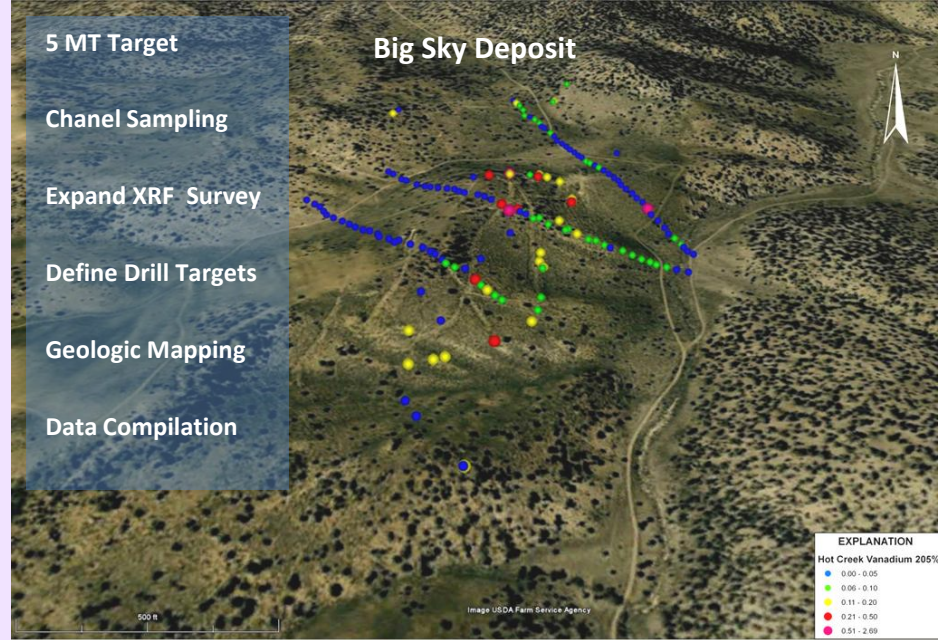 5 MT Target
Big Sky Deposit
N
Chanel Sampling
Expand XRF Survey
Define Drill Targets
Geologic Mapping
Data Compilation
EXPLANATION
Hot Creek Vanadium 205%
0.00 - 0.05
0.06 - 0.10
0.11 - 0.20
0.21 - 0.50
0.51 - 2.69
500 ft
Image USDA Farm Service Agency